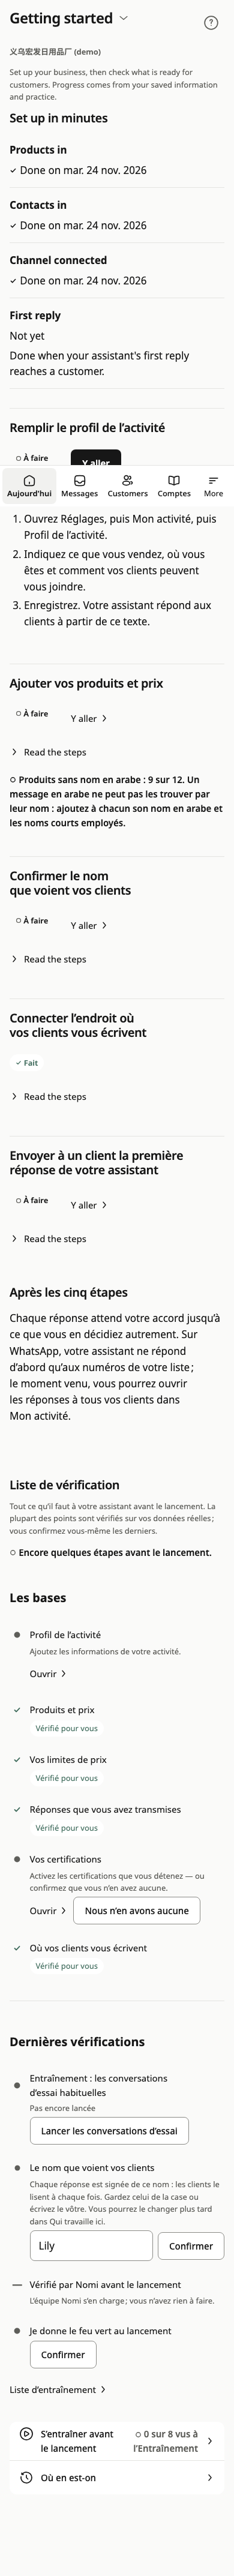 Getting started
义乌宏发日用品厂 (demo)
Set up your business, then check what is ready for
customers. Progress comes from your saved information
and practice.
Set up in minutes
Products in
Done on mar. 24 nov. 2026
Contacts in
Done on mar. 24 nov. 2026
Channel connected
Done on mar. 24 nov. 2026
First reply
Not yet
Done when your assistant's first reply
reaches a customer.
Remplir le profil de l’activité
À faire
Y aller
Aujourd'hui
Messages
Customers
Comptes
More
1. Ouvrez Réglages, puis Mon activité, puis
Profil de l’activité.
2. Indiquez ce que vous vendez, où vous
êtes et comment vos clients peuvent
vous joindre.
3. Enregistrez. Votre assistant répond aux
clients à partir de ce texte.
Ajouter vos produits et prix
À faire
Y aller
Read the steps
Produits sans nom en arabe : 9 sur 12. Un
message en arabe ne peut pas les trouver par
leur nom : ajoutez à chacun son nom en arabe et
les noms courts employés.
Confirmer le nom
que voient vos clients
À faire
Y aller
Read the steps
Connecter l’endroit où
vos clients vous écrivent
Fait
Read the steps
Envoyer à un client la première
réponse de votre assistant
À faire
Y aller
Read the steps
Après les cinq étapes
Chaque réponse attend votre accord jusqu’à
ce que vous en décidiez autrement. Sur
WhatsApp, votre assistant ne répond
d’abord qu’aux numéros de votre liste ;
le moment venu, vous pourrez ouvrir
les réponses à tous vos clients dans
Mon activité.
Liste de vérification
Tout ce qu’il faut à votre assistant avant le lancement. La
plupart des points sont vérifiés sur vos données réelles ;
vous confirmez vous-même les derniers.
Encore quelques étapes avant le lancement.
Les bases
Profil de l’activité
Ajoutez les informations de votre activité.
Ouvrir
Produits et prix
Vérifié pour vous
Vos limites de prix
Vérifié pour vous
Réponses que vous avez transmises
Vérifié pour vous
Vos certifications
Activez les certifications que vous détenez — ou
confirmez que vous n’en avez aucune.
Ouvrir
Nous n’en avons aucune
Où vos clients vous écrivent
Vérifié pour vous
Dernières vérifications
Entraînement : les conversations
d’essai habituelles
Pas encore lancée
Lancer les conversations d’essai
Le nom que voient vos clients
Chaque réponse est signée de ce nom : les clients le
lisent à chaque fois. Gardez celui de la case ou
écrivez le vôtre. Vous pourrez le changer plus tard
dans Qui travaille ici.
Lily
Confirmer
Vérifié par Nomi avant le lancement
L’équipe Nomi s’en charge ; vous n’avez rien à faire.
Je donne le feu vert au lancement
Confirmer
Liste d’entraînement
S’entraîner avant
le lancement
0 sur 8 vus à
l’Entraînement
Où en est-on